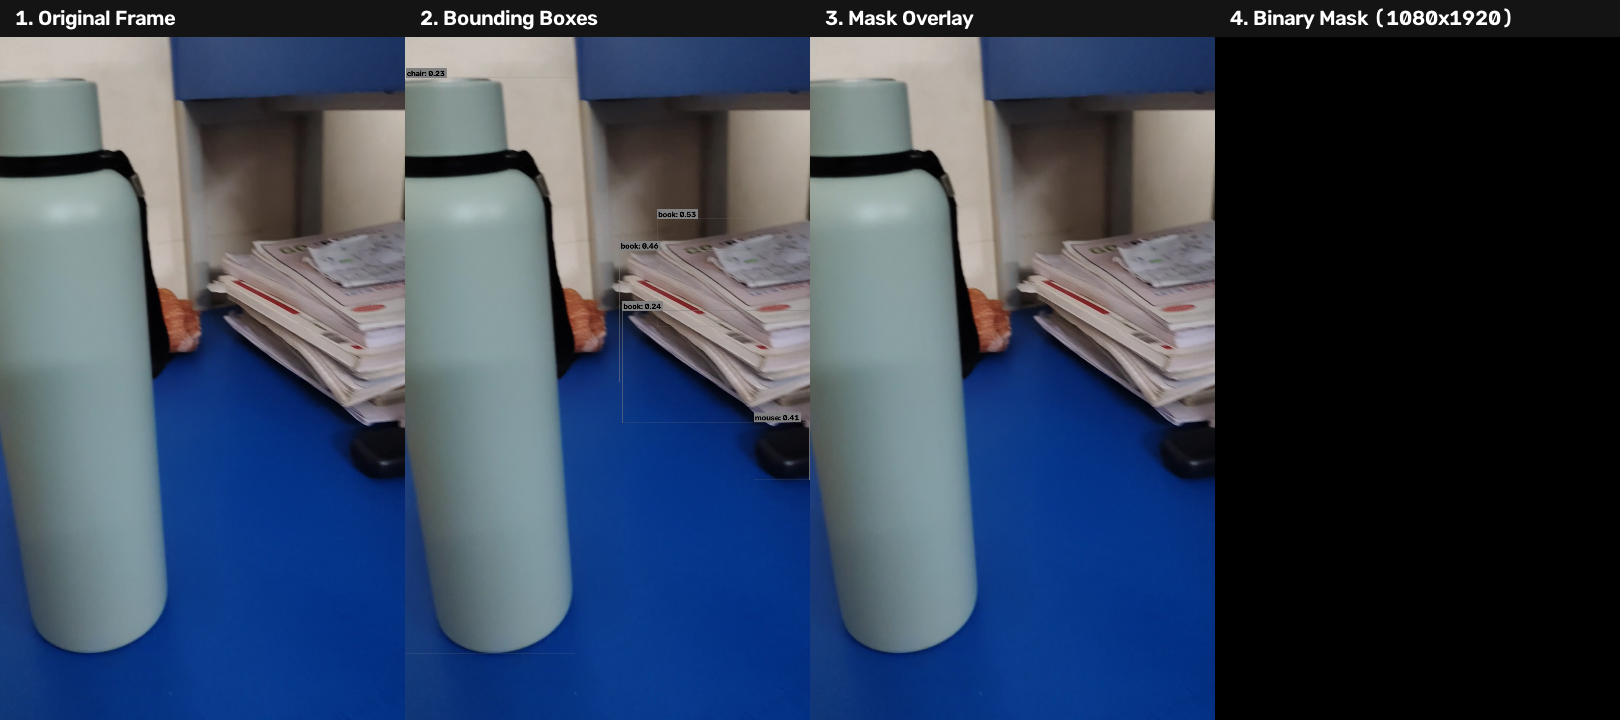 1. Original Frame
2. Bounding Boxes
3. Mask Overlay
4. Binary Mask (1080x1920)
chair: 0.23
book: 0.53
book: 0.46
book: 0.24
mouse: 0.41